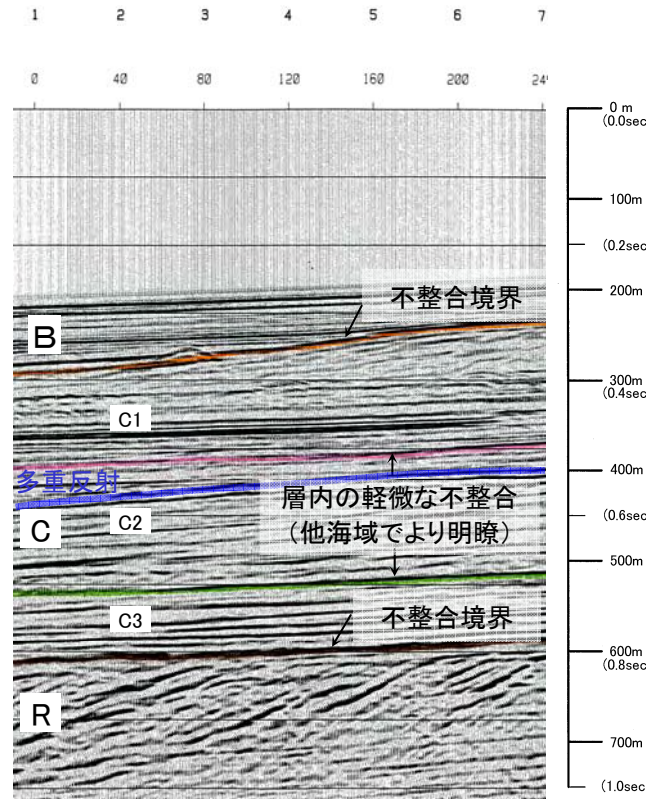 1 2 3 4 5 6 7
0 40 80 120 160 200 24
0 m
(0.0sec
100m
(0.2sec
不整合境界
200m
B
300m
(0.4sec
C1
多重反射
400m
層内の軽微な不整合
C
C2
(0.6sec
(他海域でより明瞭)
500m
C3
不整合境界
600m
(0.8sec
R
700m
(1.0sec